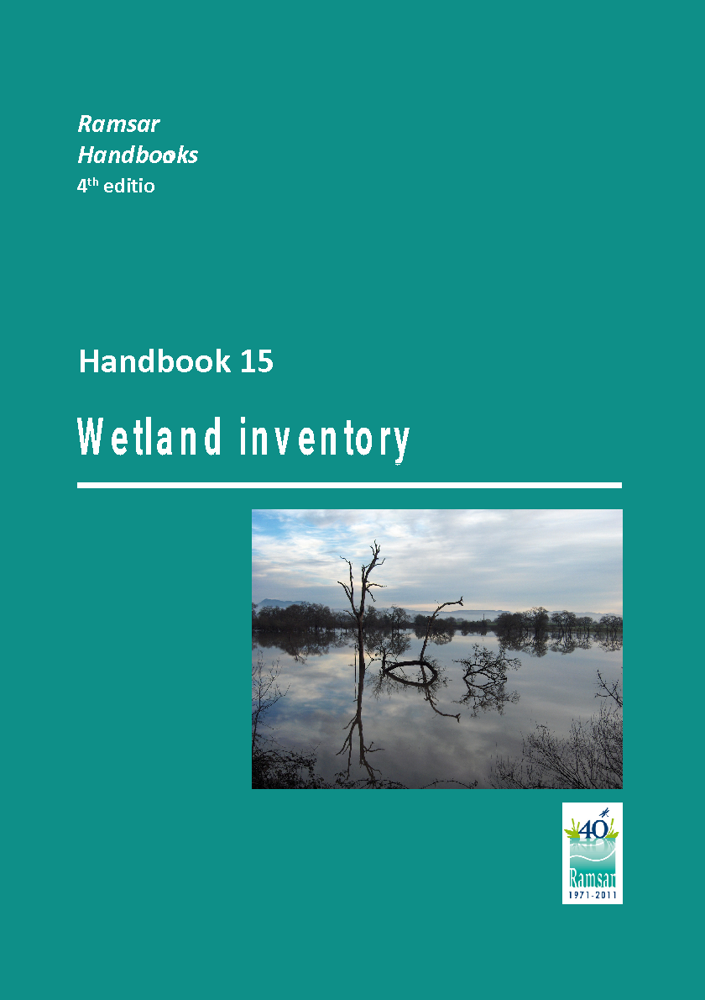 Ramsar
Handbooks
4th editio
Handbook 15
Wetland inventory
40
Ramsar
1971-2011